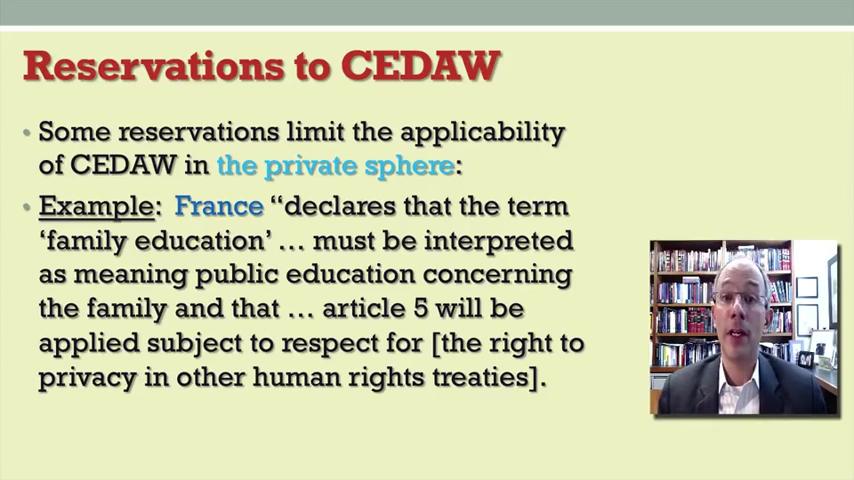 Reservations to CEDAW
• Some reservations limit the applicability
of CEDAW in the private sphere:
• Example: France “declares that the term
‘family education’ … must be interpreted
as meaning public education concerning
the family and that … article 5 will be
applied subject to respect for [the right to
privacy in other human rights treaties].